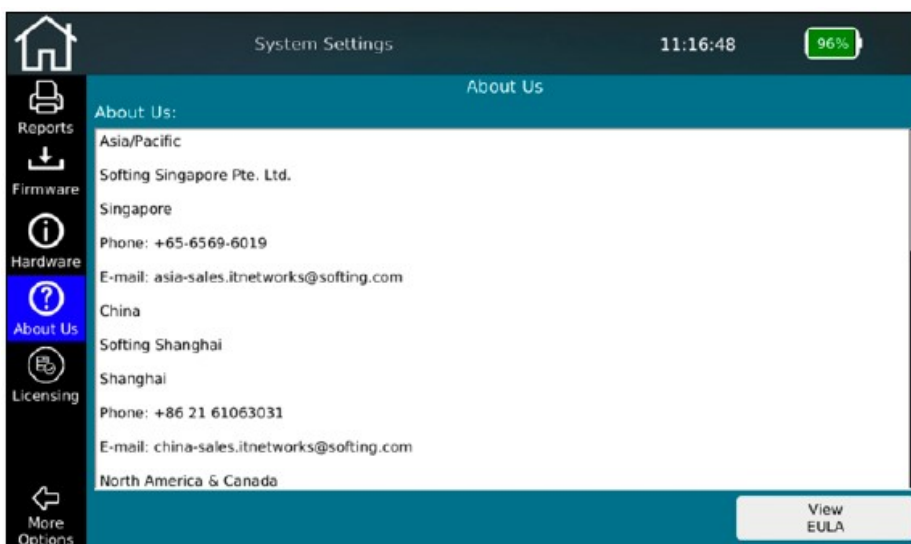 System Settings
11:16:48
96%
About Us
Reports
Firmware
Hardware
About Us
Licensing
More
Options
About Us:
Asia/Pacific
Softing Singapore Pte. Ltd.
Singapore
Phone: +65-6569-6019
E-mail: asia-sales.itnetworks@softing.com
China
Softing Shanghai
Shanghai
Phone: +86 21 61063031
E-mail: china-sales.itnetworks@softing.com
North America & Canada
View
EULA